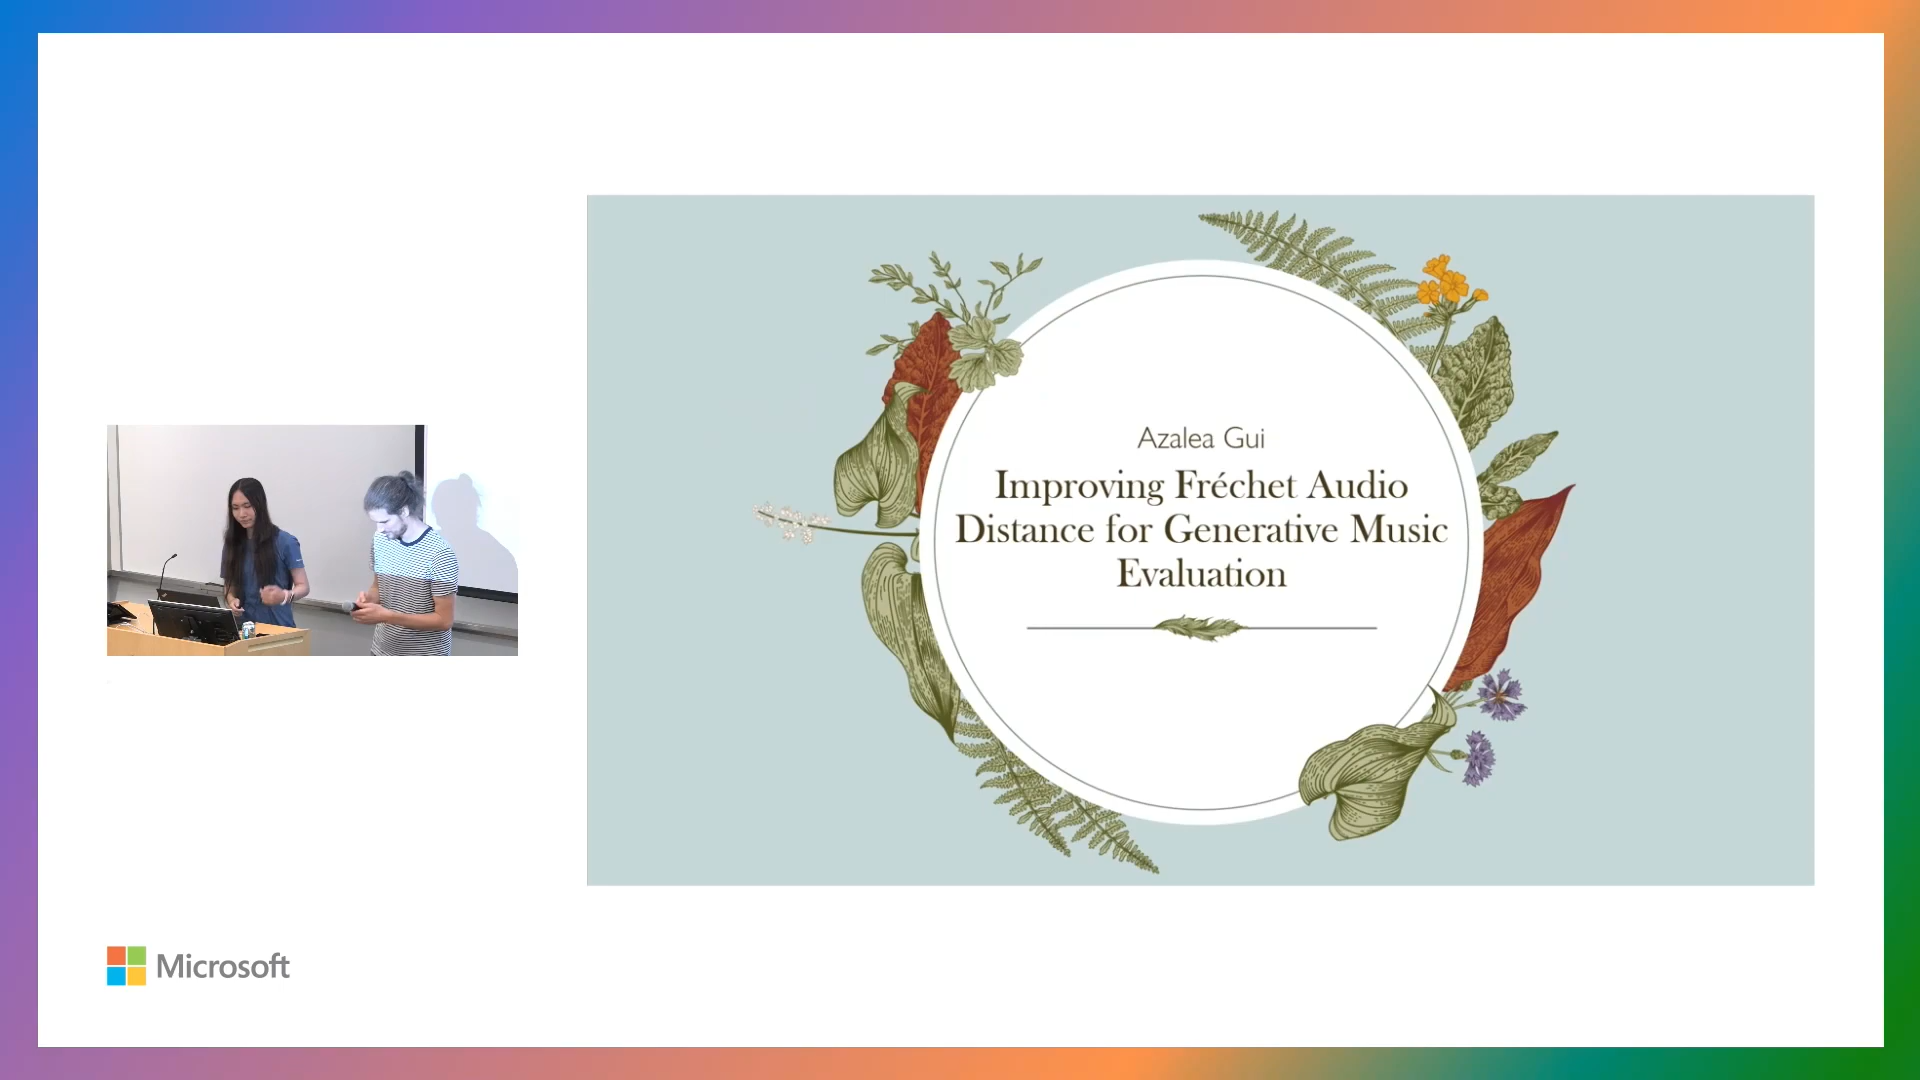 Azalea Gui
Improving Fréchet Audio
Distance for Generative Music
Evaluation
Microsoft